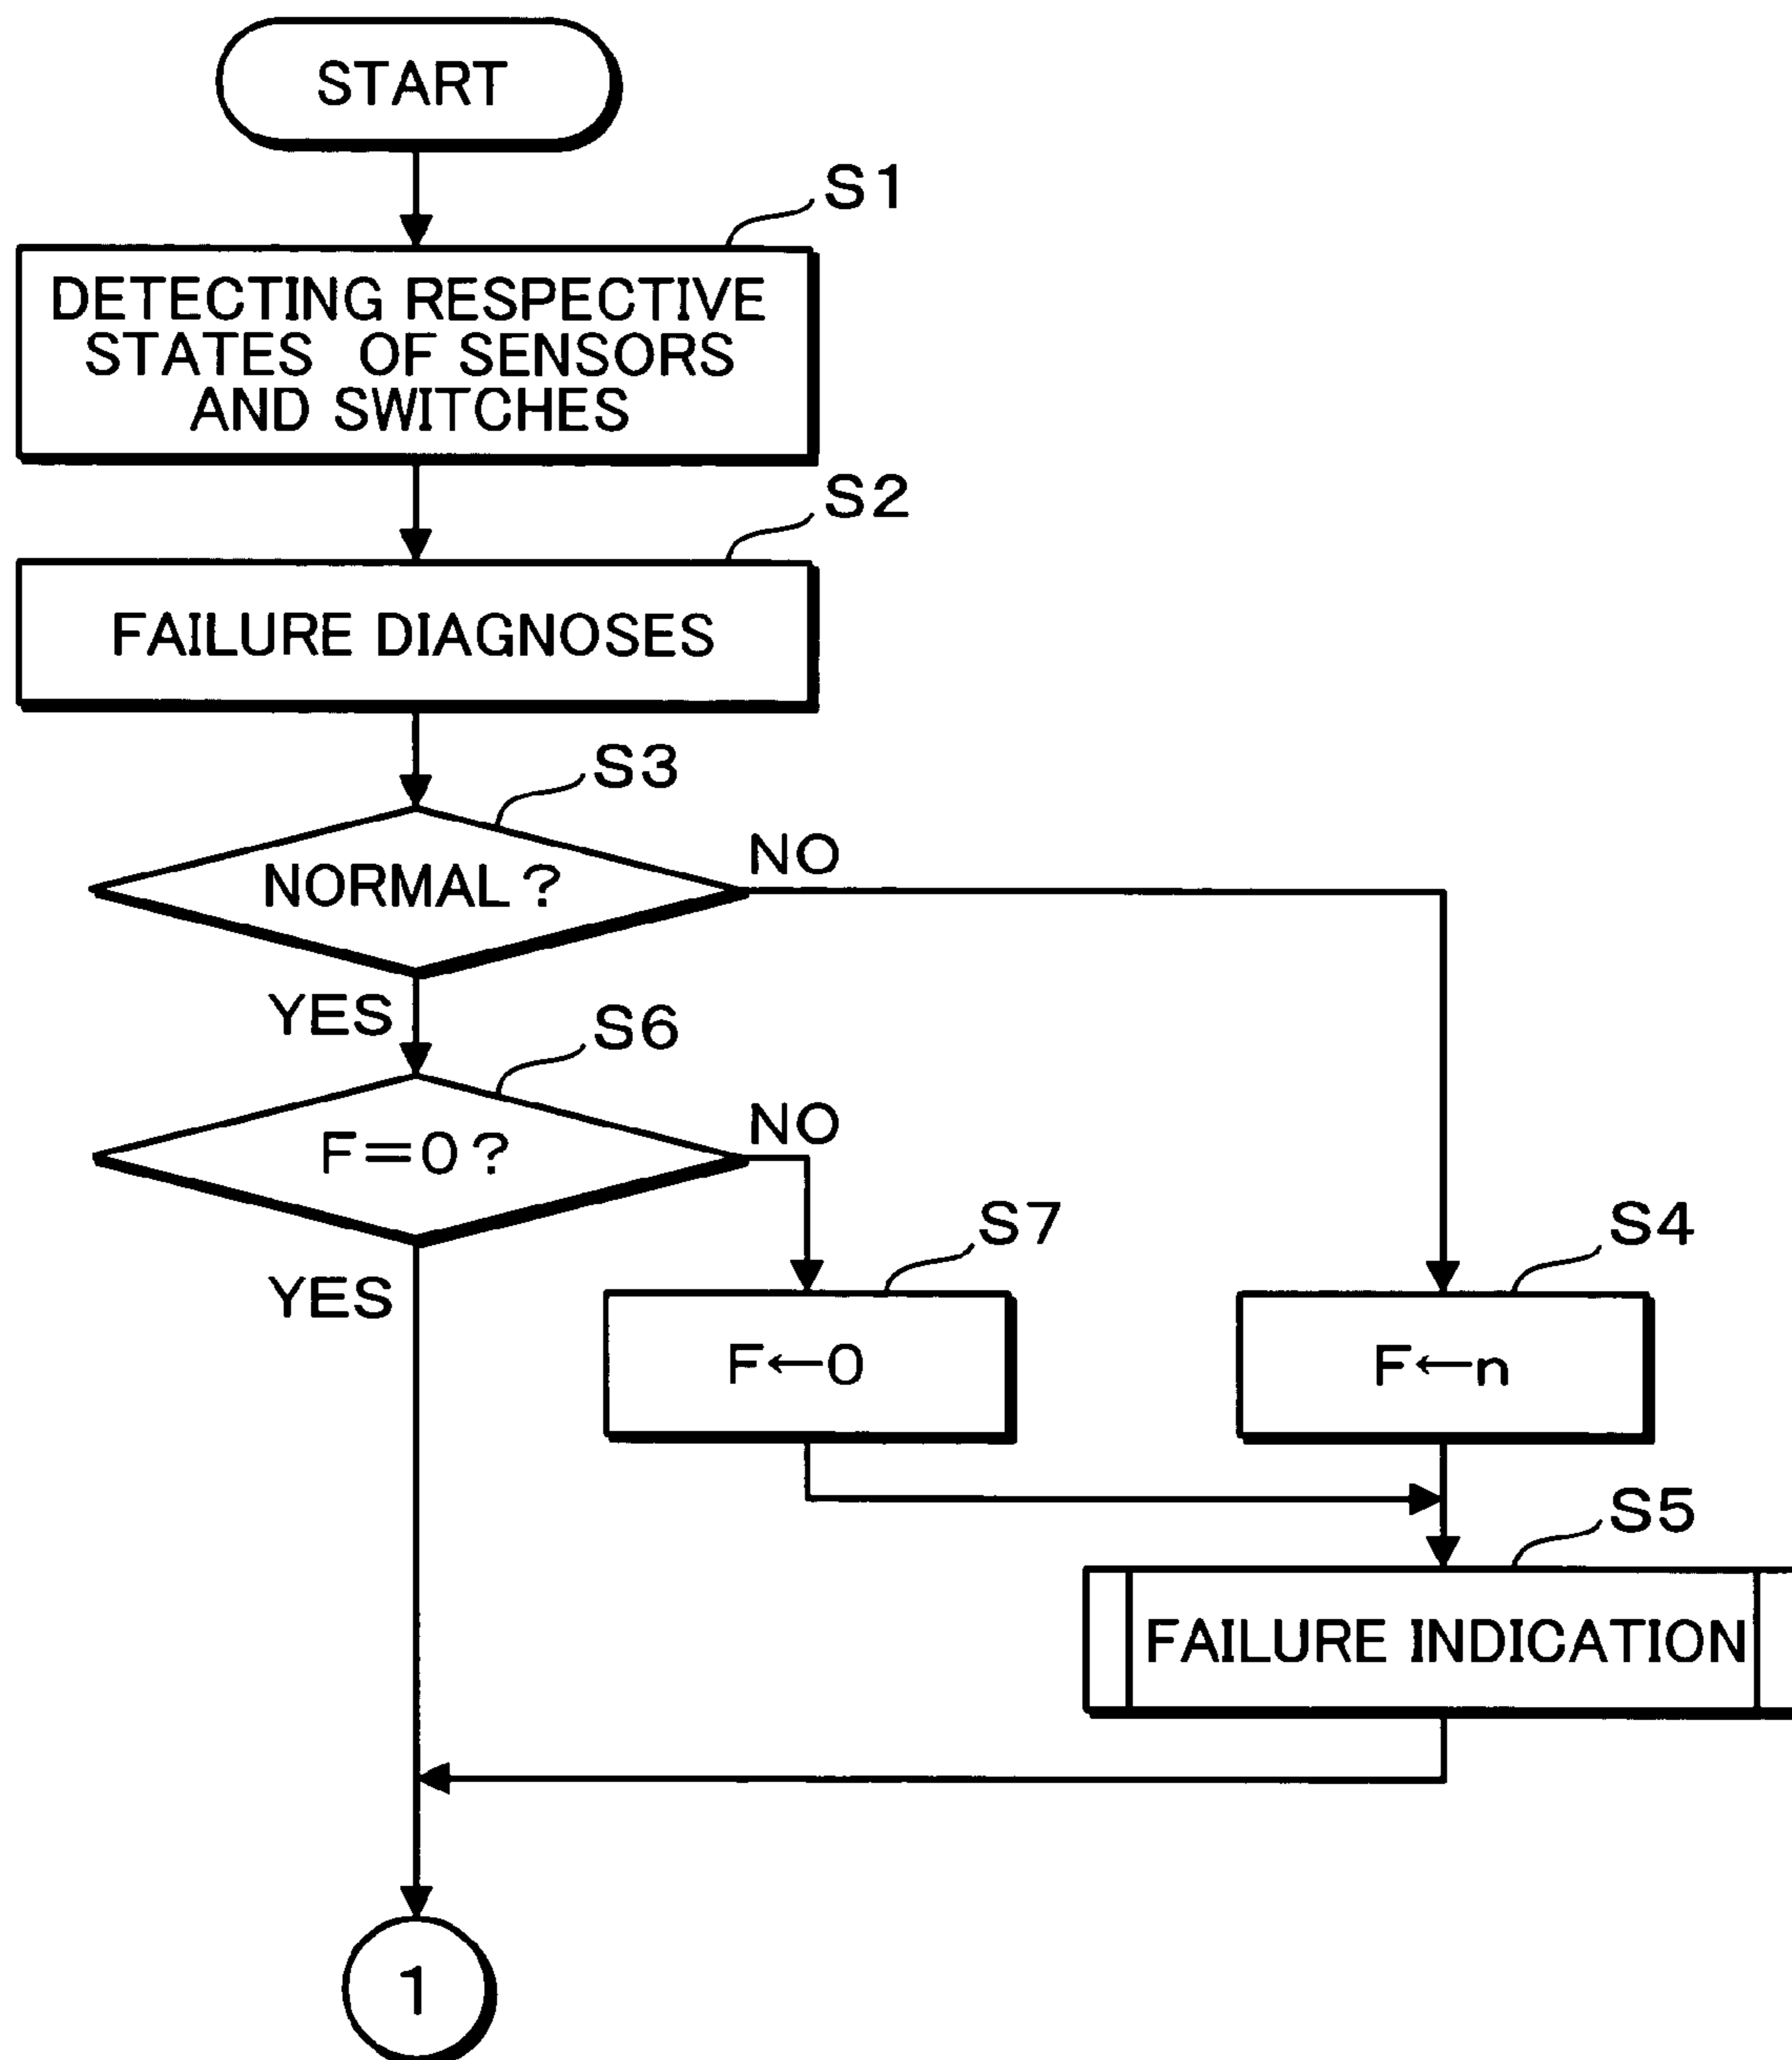 START
S1
DETECTING RESPECTIVE
STATES OF SENSORS
AND SWITCHES
S2
FAILURE DIAGNOSES
S3
NORMAL?
NO
YES
S6
F=0?
NO
YES
S7
F←0
S4
F←n
S5
FAILURE INDICATION
1